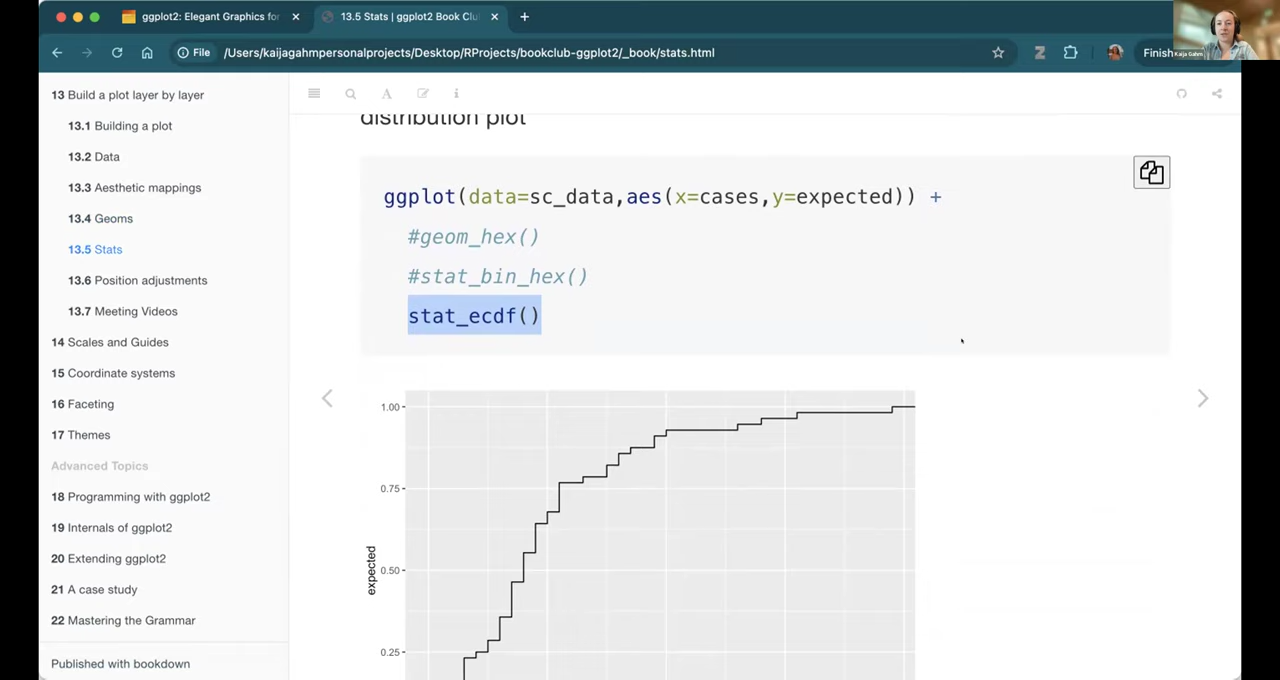 ggplot2: Elegant Graphics for
13.5 Stats | ggplot2 Book Clu
File
/Users/kaijagahmpersonalprojects/Desktop/RProjects/bookclub-ggplot2/_book/stats.html
Finish
Kaija Gahm
13 Build a plot layer by layer
13.1 Building a plot
13.2 Data
13.3 Aesthetic mappings
13.4 Geoms
13.5 Stats
13.6 Position adjustments
13.7 Meeting Videos
14 Scales and Guides
15 Coordinate systems
16 Faceting
17 Themes
Advanced Topics
18 Programming with ggplot2
19 Internals of ggplot2
20 Extending ggplot2
21 A case study
22 Mastering the Grammar
Published with bookdown
distribution plot
ggplot(data=sc_data,aes(x=cases,y=expected)) +
#geom_hex()
#stat_bin_hex()
stat_ecdf()
1.00
0.75
0.50
0.25
expected